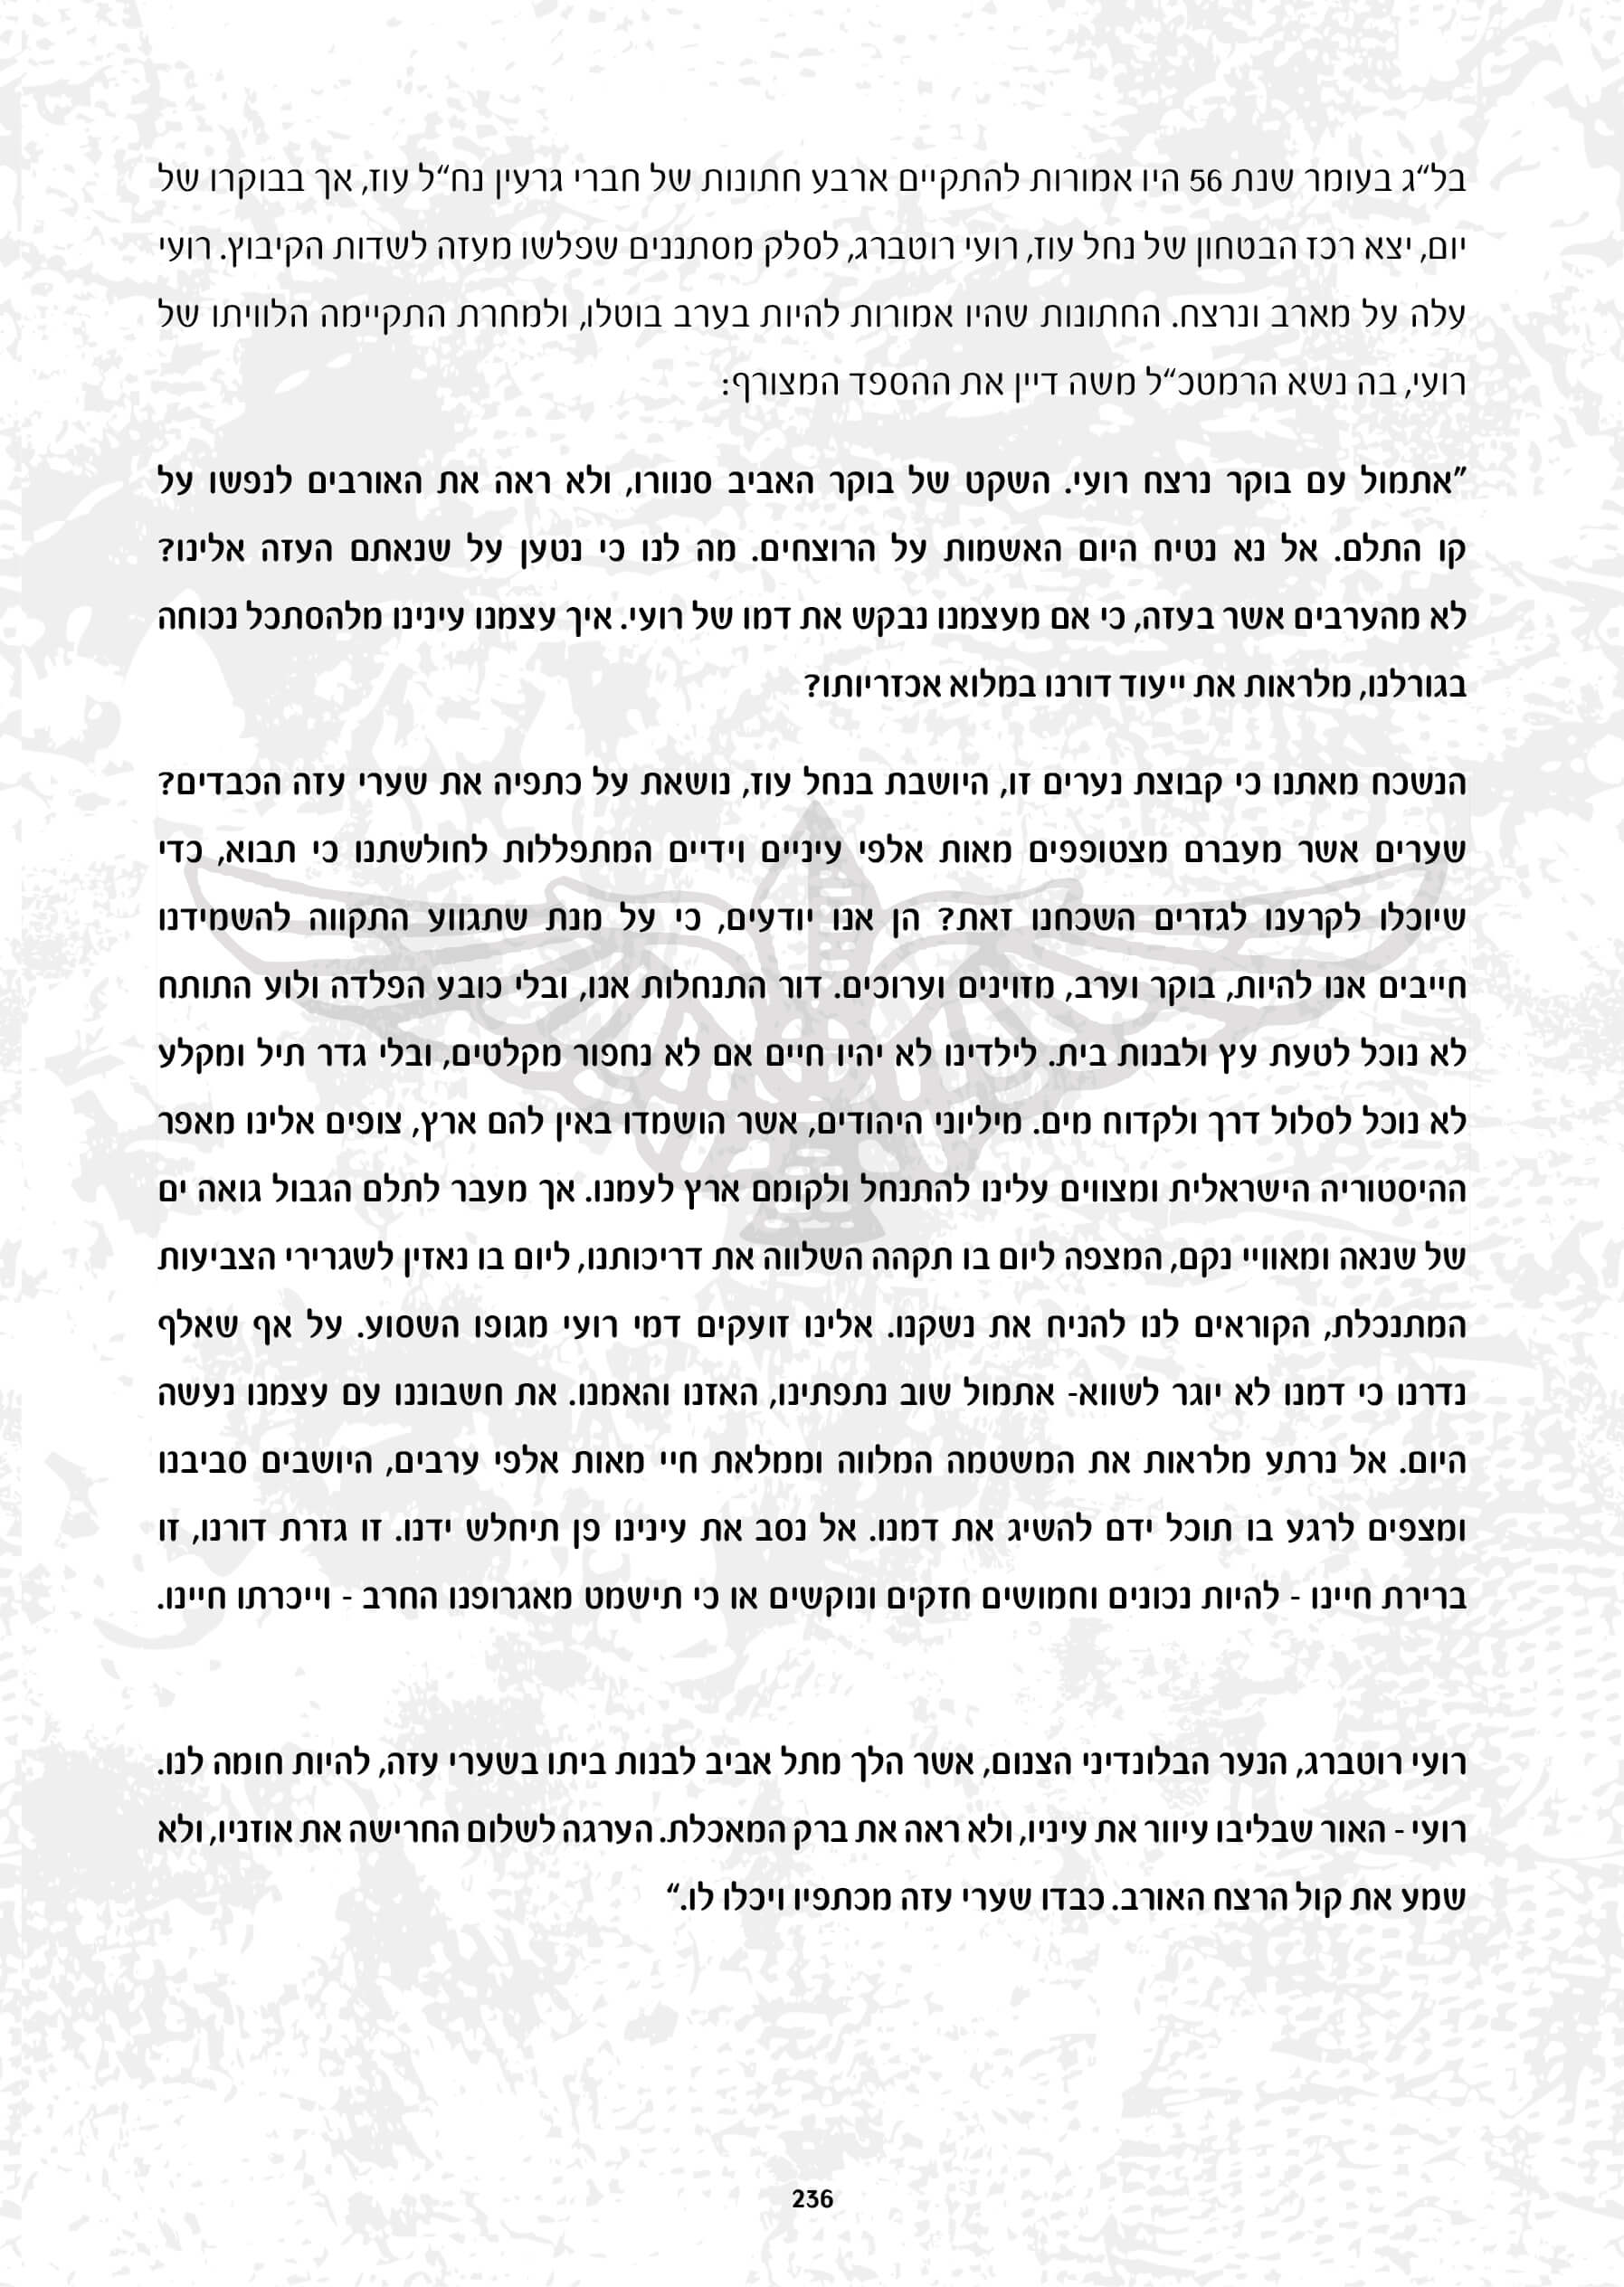 בל“ג בעומר שנת 56 היו אמורות להתקיים ארבע חתונות של חברי גרעין נח“ל עוז, אך בבוקרו של
יום, יצא רכז הבטחון של נחל עוז, רועי רוטברג, לסלק מסתננים שפלשו מעזה לשדות הקיבוץ. רועי
עלה על מארב ונרצח. החתונות שהיו אמורות להיות בערב בוטלו, ולמחרת התקיימה הלוויתו של
רועי, בה נשא הרמטכ“ל משה דיין את ההספד המצורף:
”אתמול עם בוקר נרצח רועי. השקט של בוקר האביב סנוורו, ולא ראה את האורבים לנפשו על
קו התלם. אל נא נטיח היום האשמות על הרוצחים. מה לנו כי נטען על שנאתם העזה אלינו?
לא מהערבים אשר בעזה, כי אם מעצמנו נבקש את דמו של רועי. איך עצמנו עינינו מלהסתכל נכוחה
בגורלנו, מלראות את ייעוד דורנו במלוא אכזריותו?
הנשכח מאתנו כי קבוצת נערים זו, היושבת בנחל עוז, נושאת על כתפיה את שערי עזה הכבדים?
שערים אשר מעברם מצטופפים מאות אלפי עיניים וידיים המתפללות לחולשתנו כי תבוא, כדי
שיוכלו לקרענו לגזרים השכחנו זאת? הן אנו יודעים, כי על מנת שתגווע התקווה להשמידנו
חייבים אנו להיות, בוקר וערב, מזוינים וערוכים. דור התנחלות אנו, ובלי כובע הפלדה ולוע התותח
לא נוכל לטעת עץ ולבנות בית. לילדינו לא יהיו חיים אם לא נחפור מקלטים, ובלי גדר תיל ומקלע
לא נוכל לסלול דרך ולקדוח מים. מיליוני היהודים, אשר הושמדו באין להם ארץ, צופים אלינו מאפר
ההיסטוריה הישראלית ומצווים עלינו להתנחל ולקומם ארץ לעמנו. אך מעבר לתלם הגבול גואה ים
של שנאה ומאוויי נקם, המצפה ליום בו תקהה השלווה את דריכותנו, ליום בו נאזין לשגרירי הצביעות
המתנכלת, הקוראים לנו להניח את נשקנו. אלינו זועקים דמי רועי מגופו השסוע. על אף שאלף
נדרנו כי דמנו לא יוגר לשווא- אתמול שוב נתפתינו, האזנו והאמנו. את חשבוננו עם עצמנו נעשה
היום. אל נרתע מלראות את המשטמה המלווה וממלאת חיי מאות אלפי ערבים, היושבים סביבנו
ומצפים לרגע בו תוכל ידם להשיג את דמנו. אל נסב את עינינו פן תיחלש ידנו. זו גזרת דורנו, זו
ברירת חיינו - להיות נכונים וחמושים חזקים ונוקשים או כי תישמט מאגרופנו החרב - וייכרתו חיינו.
רועי רוטברג, הנער הבלונדיני הצנום, אשר הלך מתל אביב לבנות ביתו בשערי עזה, להיות חומה לנו.
רועי - האור שבליבו עיוור את עיניו, ולא ראה את ברק המאכלת. הערגה לשלום החרישה את אוזניו, ולא
שמע את קול הרצח האורב. כבדו שערי עזה מכתפיו ויכלו לו.“
236